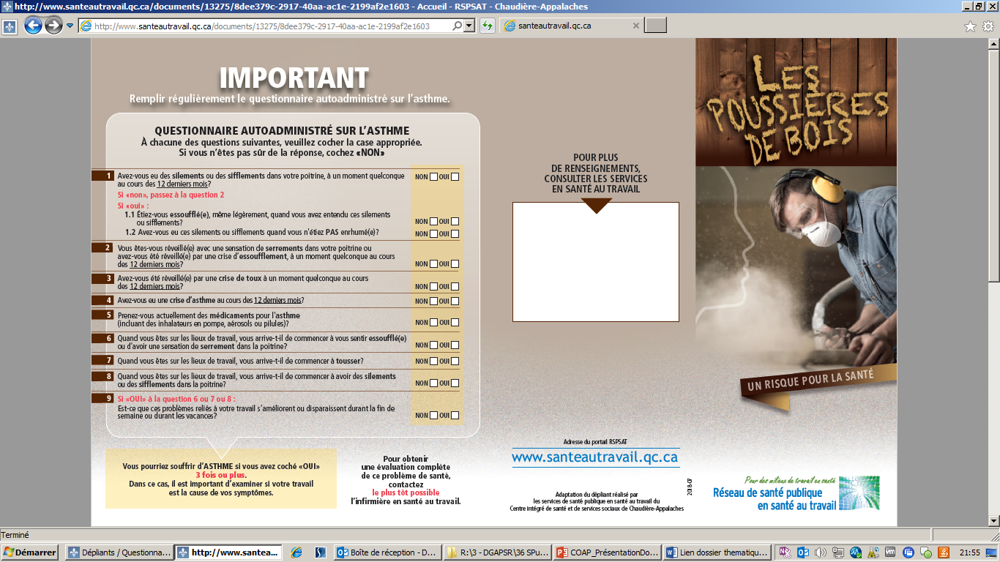 http://www.santeautravail.qc.ca/documents/13275/8dee379c-2917-40aa-ac1e-2199af2e1603 - Accueil - RSPSAT - Chaudière-Appalaches
http://www.santeautravail.qc.ca/documents/13275/8dee379c-2917-40aa-ac1e-2199af2e1603
santeautravail.qc.ca
IMPORTANT
Remplir régulièrement le questionnaire autoadministré sur l'asthme.
QUESTIONNAIRE AUTOADMINISTRÉ SUR L'ASTHME
À chacune des questions suivantes, veuillez cocher la case appropriée.
Si vous n'êtes pas sûr de la réponse, cochez «NON»
1 Avez-vous eu des silements ou des sifflements dans votre poitrine, à un moment quelconque
au cours des 12 derniers mois? NON OUI
Si «non», passez à la question 2
Si «oui» :
1.1 Étiez-vous essoufflé(e), même légèrement, quand vous avez entendu ces silements
ou sifflements? NON OUI
1.2 Avez-vous eu ces silements ou sifflements quand vous n'étiez PAS enrhumé(e)? NON OUI
2 Vous êtes-vous réveillé(e) avec une sensation de serrements dans votre poitrine ou
avez-vous été réveillé(e) par une crise d'essoufflement, à un moment quelconque au cours
des 12 derniers mois? NON OUI
3 Avez-vous été réveillé(e) par une crise de toux à un moment quelconque au cours
des 12 derniers mois? NON OUI
4 Avez-vous eu une crise d'asthme au cours des 12 derniers mois? NON OUI
5 Prenez-vous actuellement des médicaments pour l'asthme
(incluant des inhalateurs en pompe, aérosols ou pilules)? NON OUI
6 Quand vous êtes sur les lieux de travail, vous arrive-t-il de commencer à vous sentir essoufflé(e)
ou d'avoir une sensation de serrement dans la poitrine? NON OUI
7 Quand vous êtes sur les lieux de travail, vous arrive-t-il de commencer à tousser? NON OUI
8 Quand vous êtes sur les lieux de travail, vous arrive-t-il de commencer à avoir des silements
ou des sifflements dans la poitrine? NON OUI
9 Si «OUI» à la question 6 ou 7 ou 8 :
Est-ce que ces problèmes reliés à votre travail s'améliorent ou disparaissent durant la fin de
semaine ou durant les vacances? NON OUI
Vous pourriez souffrir d'ASTHME si vous avez coché «OUI»
3 fois ou plus.
Dans ce cas, il est important d'examiner si votre travail
est la cause de vos symptômes.
Pour obtenir
une évaluation complète
de ce problème de santé,
contactez
le plus tôt possible
l'infirmière en santé au travail.
POUR PLUS
DE RENSEIGNEMENTS,
CONSULTER LES SERVICES
EN SANTÉ AU TRAVAIL
Adresse du portail RSPSAT
www.santeautravail.qc.ca
Adaptation du dépliant réalisé par
les services de santé publique en santé au travail du
Centre intégré de santé et de services sociaux de Chaudière-Appalaches
2018-07
LES
POUSSIÈRES
DE BOIS
UN RISQUE POUR LA SANTÉ
Pour des milieux de travail en santé
Réseau de santé publique
en santé au travail
Terminé
Démarrer
Dépliants / Questionna...
http://www.santea...
Boîte de réception - D...
R:\3 - DGAPSR\36 SPu...
COAP_PrésentationDo...
Lien dossier thematiqu...
21:55